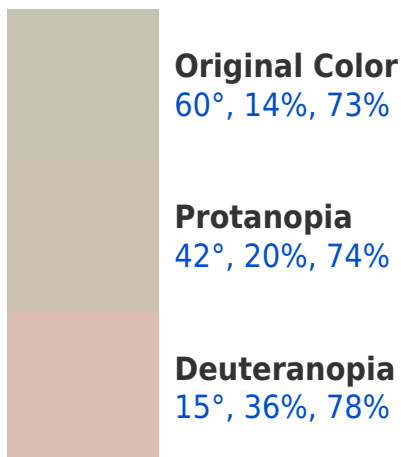 Original Color
60°, 14%, 73%
Protanopia
42°, 20%, 74%
Deuteranopia
15°, 36%, 78%